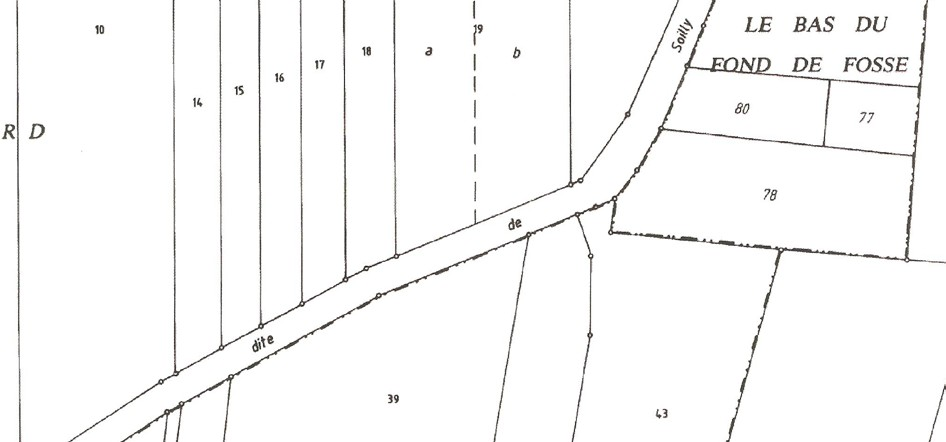 10
19
LE BAS DU
FOND DE FOSSE
Soilly
18
a
b
17
16
15
14
80
77
R D
78
de
dite
39
43